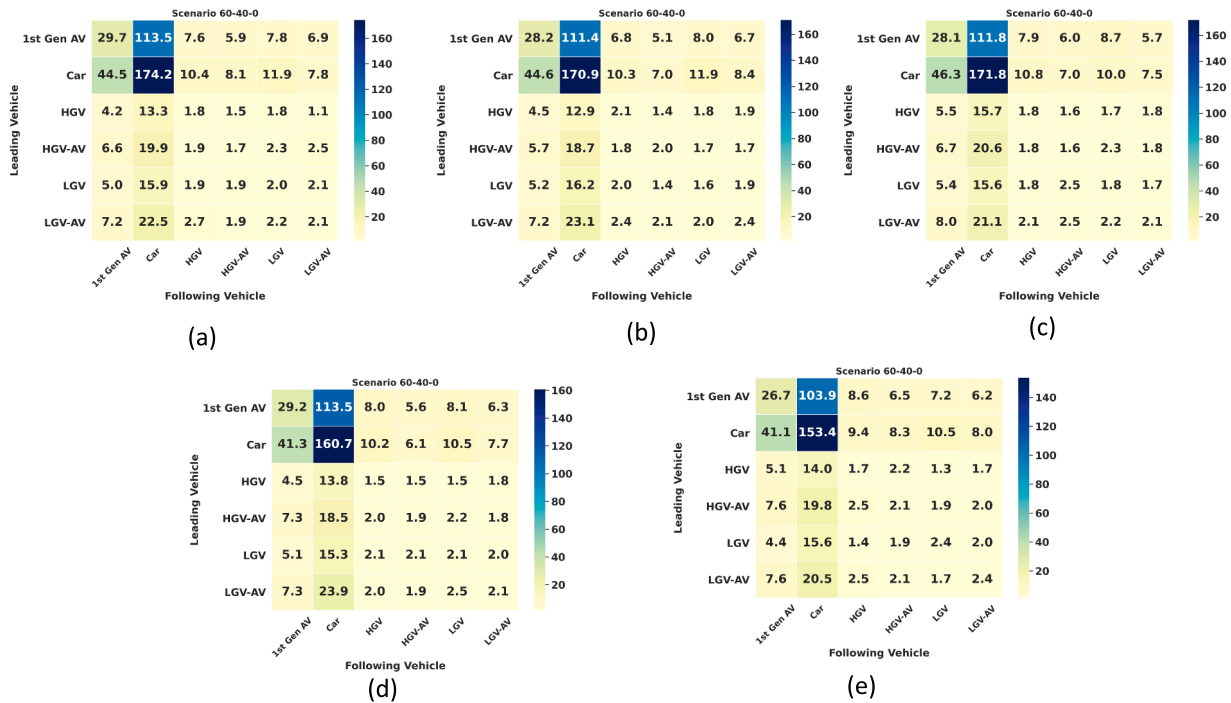 Scenario 60-40-0
1st Gen AV 29.7 113.5 7.6 5.9 7.8 6.9
Car 44.5 174.2 10.4 8.1 11.9 7.8
HGV 4.2 13.3 1.8 1.5 1.8 1.1
HGV-AV 6.6 19.9 1.9 1.7 2.3 2.5
LGV 5.0 15.9 1.9 1.9 2.0 2.1
LGV-AV 7.2 22.5 2.7 1.9 2.2 2.1
1st Gen AV Car HGV HGV-AV LGV LGV-AV
Following Vehicle
Leading Vehicle
160
140
120
100
80
60
40
20
(a)
Scenario 60-40-0
1st Gen AV 28.2 111.4 6.8 5.1 8.0 6.7
Car 44.6 170.9 10.3 7.0 11.9 8.4
HGV 4.5 12.9 2.1 1.4 1.8 1.9
HGV-AV 5.7 18.7 1.8 2.0 1.7 1.7
LGV 5.2 16.2 2.0 1.4 1.6 1.9
LGV-AV 7.2 23.1 2.4 2.1 2.0 2.4
1st Gen AV Car HGV HGV-AV LGV LGV-AV
Following Vehicle
Leading Vehicle
160
140
120
100
80
60
40
20
(b)
Scenario 60-40-0
1st Gen AV 28.1 111.8 7.9 6.0 8.7 5.7
Car 46.3 171.8 10.8 7.0 10.0 7.5
HGV 5.5 15.7 1.8 1.6 1.7 1.8
HGV-AV 6.7 20.6 1.8 1.6 2.3 1.8
LGV 5.4 15.6 1.8 2.5 1.8 1.7
LGV-AV 8.0 21.1 2.1 2.5 2.2 2.1
1st Gen AV Car HGV HGV-AV LGV LGV-AV
Following Vehicle
Leading Vehicle
160
140
120
100
80
60
40
20
(c)
Scenario 60-40-0
1st Gen AV 29.2 113.5 8.0 5.6 8.1 6.3
Car 41.3 160.7 10.2 6.1 10.5 7.7
HGV 4.5 13.8 1.5 1.5 1.5 1.8
HGV-AV 7.3 18.5 2.0 1.9 2.2 1.8
LGV 5.1 15.3 2.1 2.1 2.1 2.0
LGV-AV 7.3 23.9 2.0 1.9 2.5 2.1
1st Gen AV Car HGV HGV-AV LGV LGV-AV
Following Vehicle
Leading Vehicle
160
140
120
100
80
60
40
20
(d)
Scenario 60-40-0
1st Gen AV 26.7 103.9 8.6 6.5 7.2 6.2
Car 41.1 153.4 9.4 8.3 10.5 8.0
HGV 5.1 14.0 1.7 2.2 1.3 1.7
HGV-AV 7.6 19.8 2.5 2.1 1.9 2.0
LGV 4.4 15.6 1.4 1.9 2.4 2.0
LGV-AV 7.6 20.5 2.5 2.1 1.7 2.4
1st Gen AV Car HGV HGV-AV LGV LGV-AV
Following Vehicle
Leading Vehicle
140
120
100
80
60
40
20
(e)